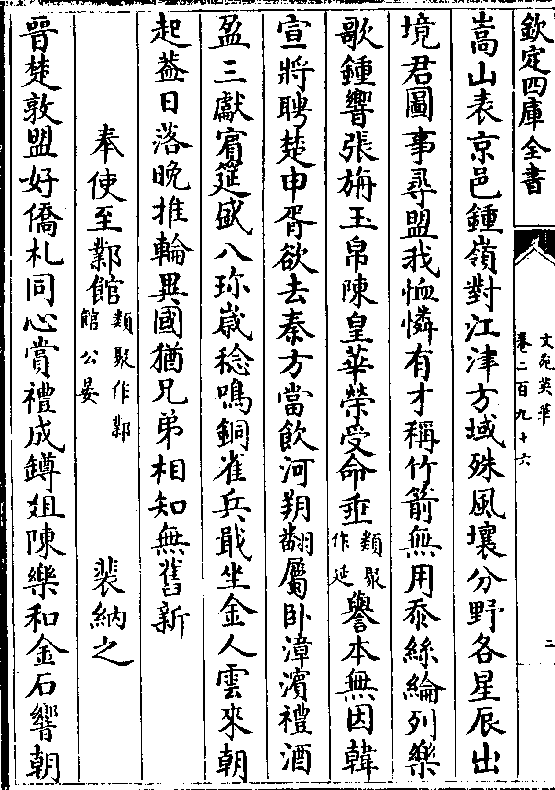 欽定四庫全書
文苑英華
卷二百九十六
二
嵩山表京邑鍾嶺對江津方域殊風壤分野各星辰出
境君圖事尋盟我恤憐有才稱竹箭無用忝絲綸列樂
歌鍾響張旃玉帛陳皇華榮受命垂類聚作延譽本無因韓
宣將聘楚申胥欲去秦方當飲河朔翻屬卧漳濱禮酒
盈三獻賓筵盛八珍嵗稔鳴銅雀兵戢坐金人雲來朝
起葢日落晚摧輪異國猶兄弟相知無舊新
奉使至鄴館類聚作鄴館公晏 裴納之
晉楚敦盟好僑札同心賞禮成罇爼陳樂和金石響朝